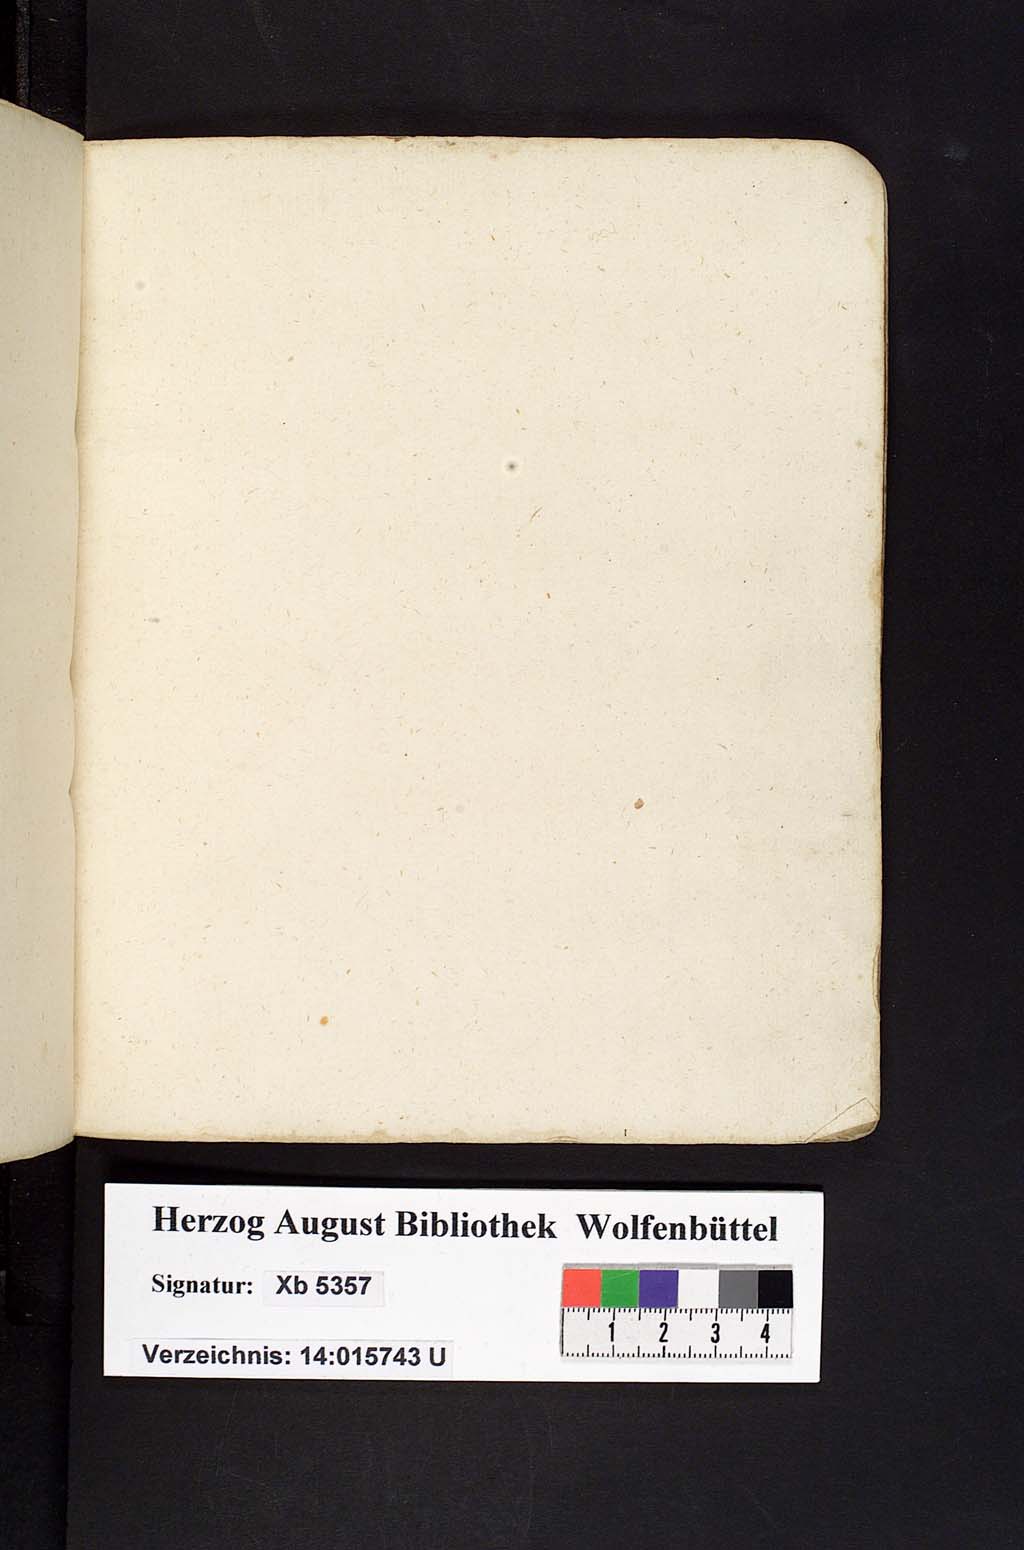 Herzog August Bibliothek Wolfenbüttel
Signatur: Xb 5357
1 2 3 4
Verzeichnis: 14:015743 U